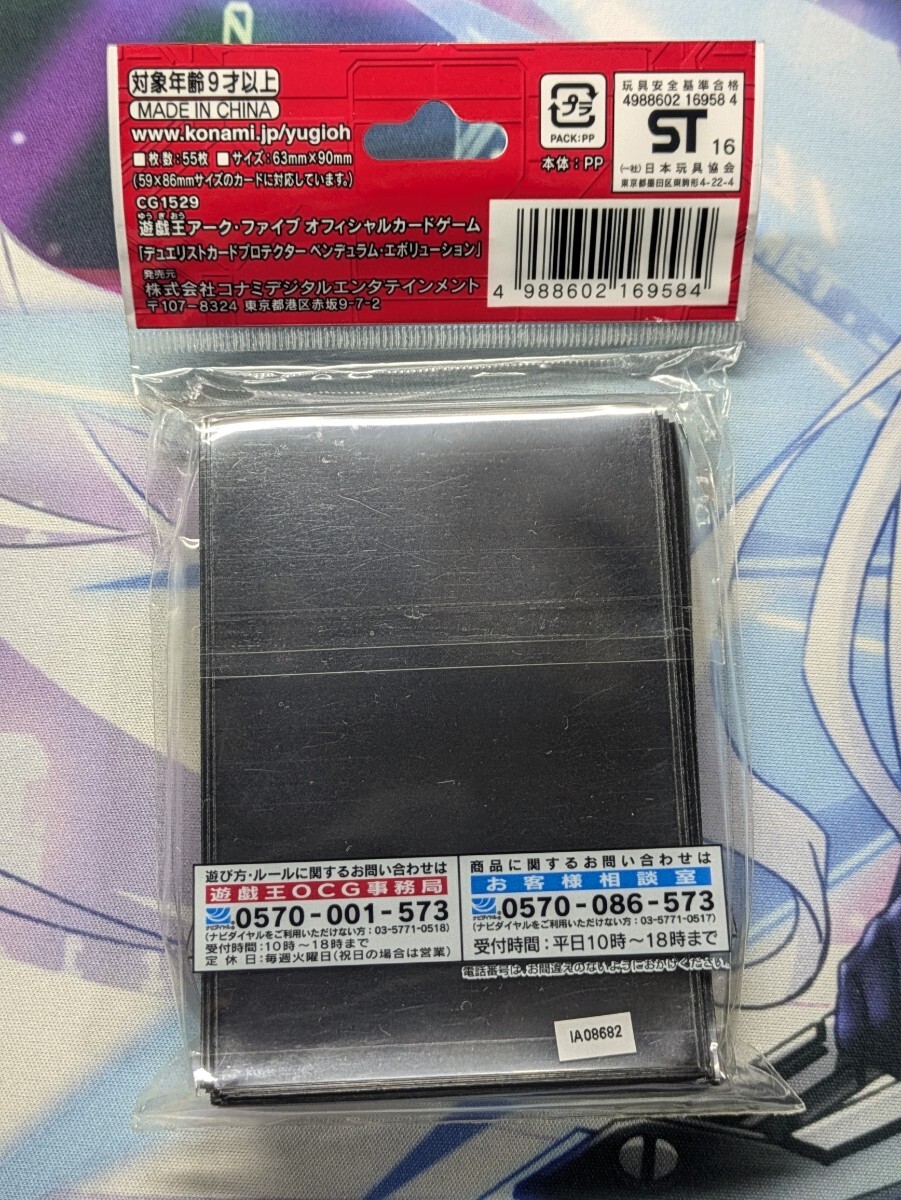 対象年齢9才以上
MADE IN CHINA
www.konami.jp/yugioh
■枚数:55枚 ■サイズ:63mm×90mm
(59×86mmサイズのカードに対応しています。)
CG1529
ゆうぎおう
遊戯王アーク・ファイブ オフィシャルカードゲーム
「デュエリストカードプロテクター ペンデュラム・エボリューション」
発売元
株式会社コナミデジタルエンタテインメント
〒107-8324 東京都港区赤坂9-7-2
プラ
PACK:PP
本体:PP
玩具安全基準合格
4988602 16958 4
ST 16
(一社)日本玩具協会
東京都墨田区東駒形4-22-4
4 988602 169584
遊び方・ルールに関するお問い合わせは
遊戯王OCG事務局
ナビダイヤル®
0570-001-573
(ナビダイヤルをご利用いただけない方:03-5771-0518)
受付時間:10時〜18時まで
定休日:毎週火曜日(祝日の場合は営業)
商品に関するお問い合わせは
お客様相談室
ナビダイヤル®
0570-086-573
(ナビダイヤルをご利用いただけない方:03-5771-0517)
受付時間:平日10時〜18時まで
電話番号は、お間違えのないようにおかけください。
IA08682
N